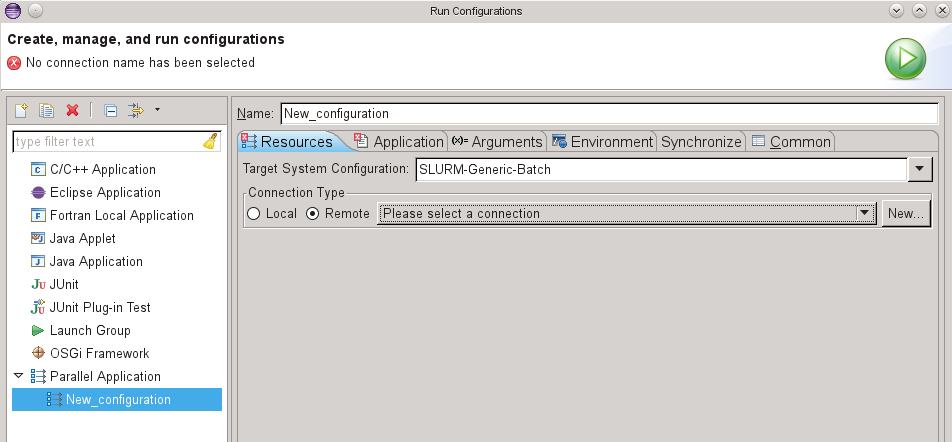 Run Configurations
Create, manage, and run configurations
No connection name has been selected
type filter text
C/C++ Application
Eclipse Application
Fortran Local Application
Java Applet
Java Application
JUnit
JUnit Plug-in Test
Launch Group
OSGi Framework
Parallel Application
New_configuration
Name: New_configuration
Resources Application (x)= Arguments Environment Synchronize Common
Target System Configuration: SLURM-Generic-Batch
Connection Type
Local Remote Please select a connection New...